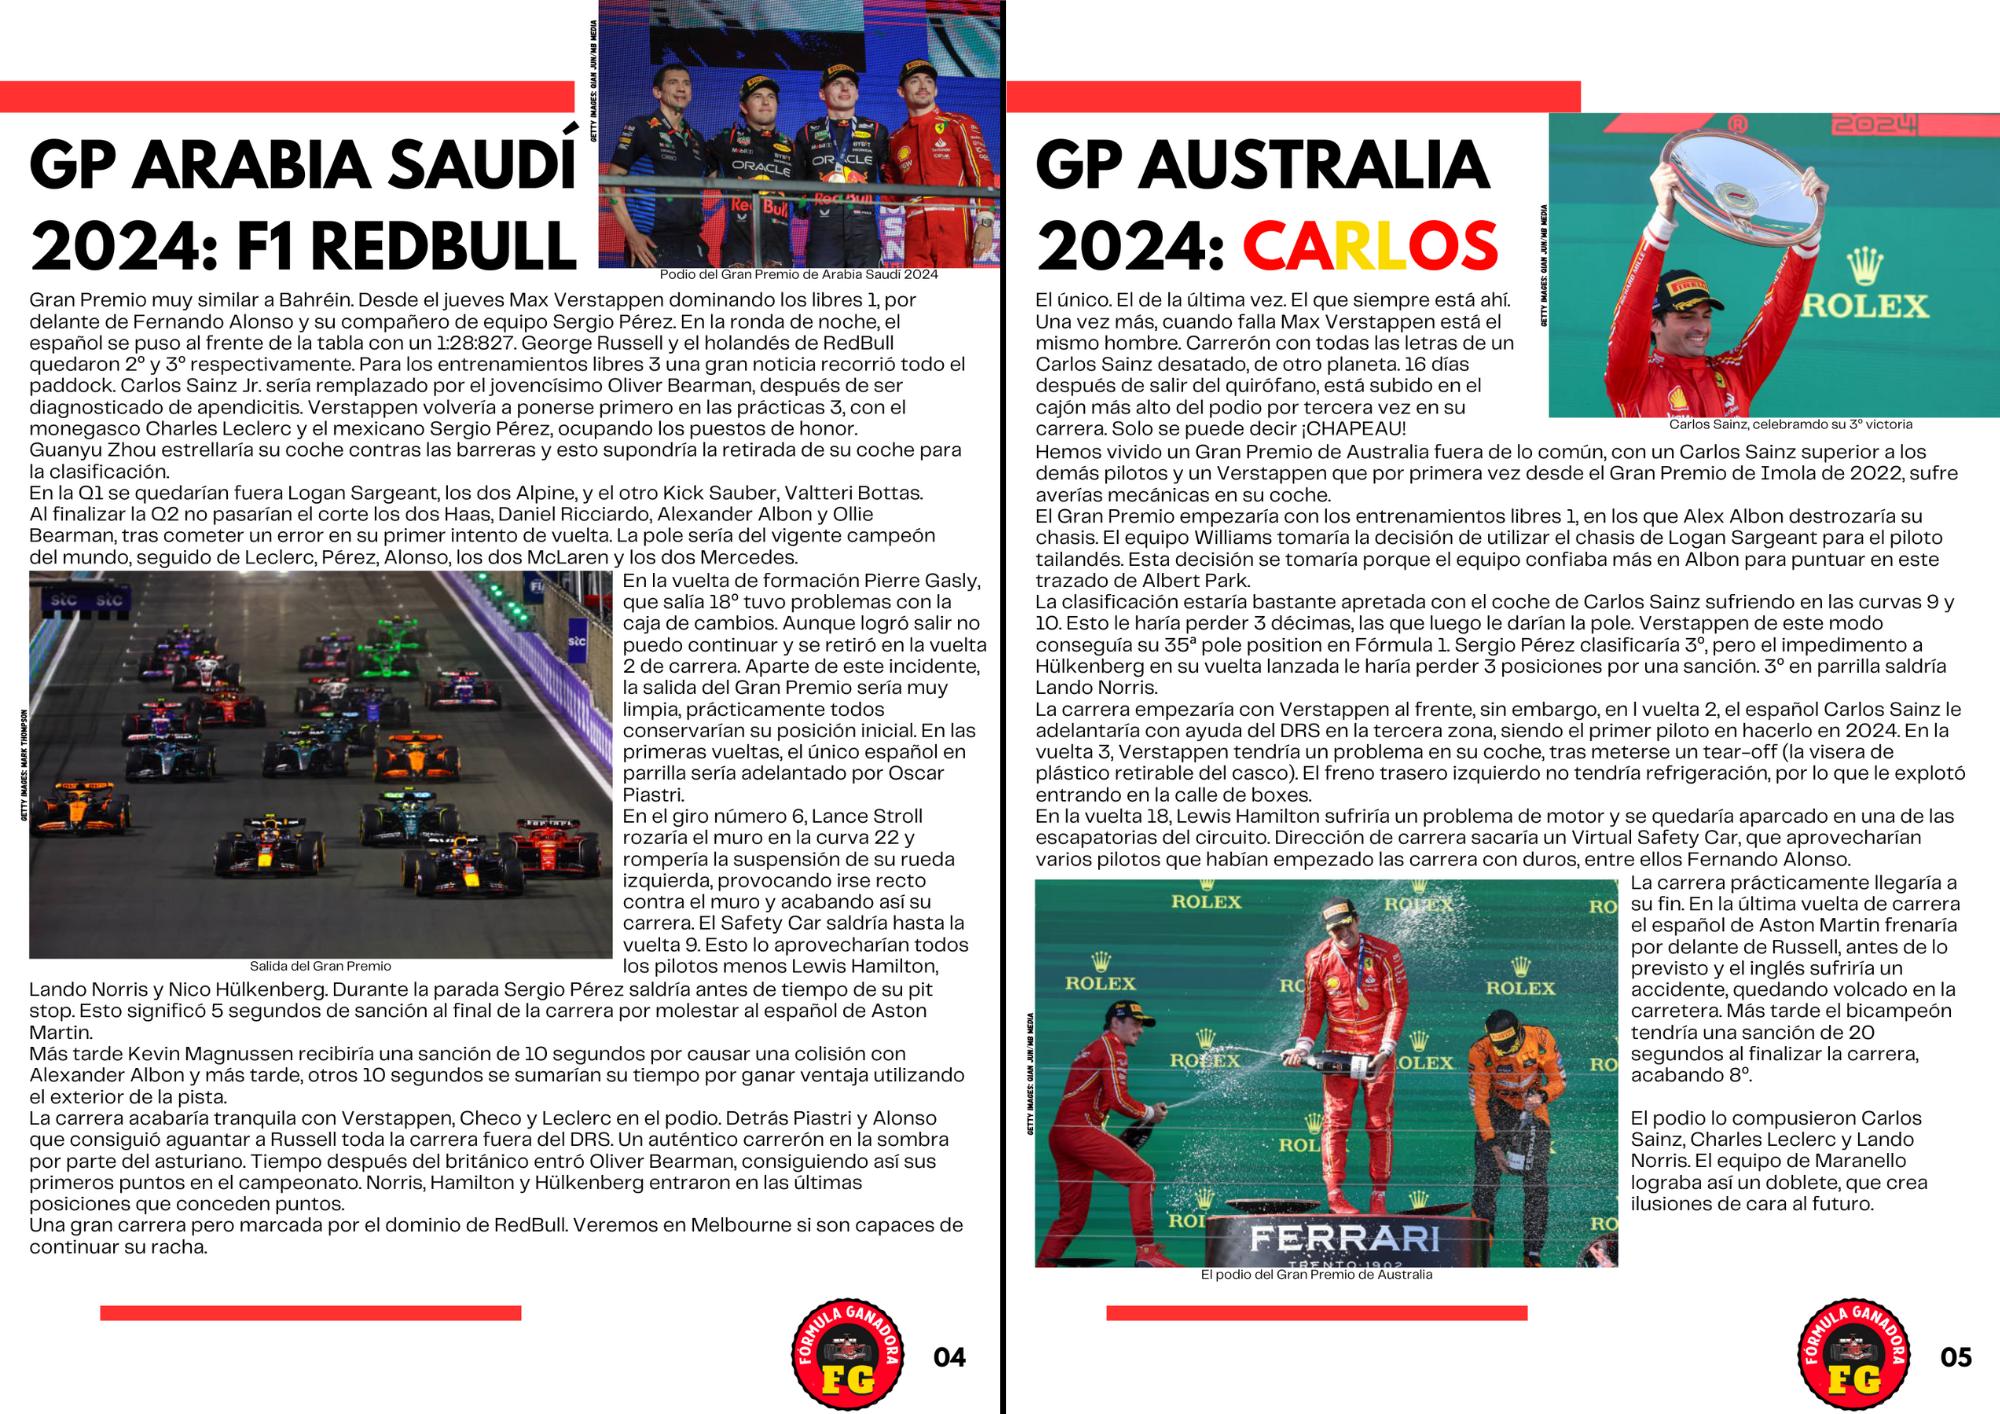 GETTY IMAGES: QIAN JUN/MB MEDIA
GP ARABIA SAUDÍ
2024: F1 REDBULL
ORACLE
ORACLE
Red Bull
Red Bull
Podio del Gran Premio de Arabia Saudí 2024
Gran Premio muy similar a Bahréin. Desde el jueves Max Verstappen dominando los libres 1, por
delante de Fernando Alonso y su compañero de equipo Sergio Pérez. En la ronda de noche, el
español se puso al frente de la tabla con un 1:28:827. George Russell y el holandés de RedBull
quedaron 2º y 3º respectivamente. Para los entrenamientos libres 3 una gran noticia recorrió todo el
paddock. Carlos Sainz Jr. sería remplazado por el jovencísimo Oliver Bearman, después de ser
diagnosticado de apendicitis. Verstappen volvería a ponerse primero en las prácticas 3, con el
monegasco Charles Leclerc y el mexicano Sergio Pérez, ocupando los puestos de honor.
Guanyu Zhou estrellaría su coche contras las barreras y esto supondría la retirada de su coche para
la clasificación.
En la Q1 se quedarían fuera Logan Sargeant, los dos Alpine, y el otro Kick Sauber, Valtteri Bottas.
Al finalizar la Q2 no pasarían el corte los dos Haas, Daniel Ricciardo, Alexander Albon y Ollie
Bearman, tras cometer un error en su primer intento de vuelta. La pole sería del vigente campeón
del mundo, seguido de Leclerc, Pérez, Alonso, los dos McLaren y los dos Mercedes.
stc stc
stc
GETTY IMAGES: MARK THOMPSON
Salida del Gran Premio
En la vuelta de formación Pierre Gasly,
que salía 18º tuvo problemas con la
caja de cambios. Aunque logró salir no
puedo continuar y se retiró en la vuelta
2 de carrera. Aparte de este incidente,
la salida del Gran Premio sería muy
limpia, prácticamente todos
conservarían su posición inicial. En las
primeras vueltas, el único español en
parrilla sería adelantado por Oscar
Piastri.
En el giro número 6, Lance Stroll
rozaría el muro en la curva 22 y
rompería la suspensión de su rueda
izquierda, provocando irse recto
contra el muro y acabando así su
carrera. El Safety Car saldría hasta la
vuelta 9. Esto lo aprovecharían todos
los pilotos menos Lewis Hamilton,
Lando Norris y Nico Hülkenberg. Durante la parada Sergio Pérez saldría antes de tiempo de su pit
stop. Esto significó 5 segundos de sanción al final de la carrera por molestar al español de Aston
Martin.
Más tarde Kevin Magnussen recibiría una sanción de 10 segundos por causar una colisión con
Alexander Albon y más tarde, otros 10 segundos se sumarían su tiempo por ganar ventaja utilizando
el exterior de la pista.
La carrera acabaría tranquila con Verstappen, Checo y Leclerc en el podio. Detrás Piastri y Alonso
que consiguió aguantar a Russell toda la carrera fuera del DRS. Un auténtico carrerón en la sombra
por parte del asturiano. Tiempo después del británico entró Oliver Bearman, consiguiendo así sus
primeros puntos en el campeonato. Norris, Hamilton y Hülkenberg entraron en las últimas
posiciones que conceden puntos.
Una gran carrera pero marcada por el dominio de RedBull. Veremos en Melbourne si son capaces de
continuar su racha.
FÓRMULA GANADORA
FG
04
GP AUSTRALIA
2024: CARLOS
GETTY IMAGES: QIAN JUN/MB MEDIA
2024
ROLEX
Carlos Sainz, celebramdo su 3º victoria
El único. El de la última vez. El que siempre está ahí.
Una vez más, cuando falla Max Verstappen está el
mismo hombre. Carrerón con todas las letras de un
Carlos Sainz desatado, de otro planeta. 16 días
después de salir del quirófano, está subido en el
cajón más alto del podio por tercera vez en su
carrera. Solo se puede decir ¡CHAPEAU!
Hemos vivido un Gran Premio de Australia fuera de lo común, con un Carlos Sainz superior a los
demás pilotos y un Verstappen que por primera vez desde el Gran Premio de Imola de 2022, sufre
averías mecánicas en su coche.
El Gran Premio empezaría con los entrenamientos libres 1, en los que Alex Albon destrozaría su
chasis. El equipo Williams tomaría la decisión de utilizar el chasis de Logan Sargeant para el piloto
tailandés. Esta decisión se tomaría porque el equipo confiaba más en Albon para puntuar en este
trazado de Albert Park.
La clasificación estaría bastante apretada con el coche de Carlos Sainz sufriendo en las curvas 9 y
10. Esto le haría perder 3 décimas, las que luego le darían la pole. Verstappen de este modo
conseguía su 35ª pole position en Fórmula 1. Sergio Pérez clasificaría 3º, pero el impedimento a
Hülkenberg en su vuelta lanzada le haría perder 3 posiciones por una sanción. 3º en parrilla saldría
Lando Norris.
La carrera empezaría con Verstappen al frente, sin embargo, en l vuelta 2, el español Carlos Sainz le
adelantaría con ayuda del DRS en la tercera zona, siendo el primer piloto en hacerlo en 2024. En la
vuelta 3, Verstappen tendría un problema en su coche, tras meterse un tear-off (la visera de
plástico retirable del casco). El freno trasero izquierdo no tendría refrigeración, por lo que le explotó
entrando en la calle de boxes.
En la vuelta 18, Lewis Hamilton sufriría un problema de motor y se quedaría aparcado en una de las
escapatorias del circuito. Dirección de carrera sacaría un Virtual Safety Car, que aprovecharían
varios pilotos que habían empezado las carrera con duros, entre ellos Fernando Alonso.
GETTY IMAGES: QIAN JUN/MB MEDIA
ROLEX
ROLEX
ROLEX
ROLEX
ROLEX
FERRARI
TRENTO·1902
El podio del Gran Premio de Australia
La carrera prácticamente llegaría a
su fin. En la última vuelta de carrera
el español de Aston Martin frenaría
por delante de Russell, antes de lo
previsto y el inglés sufriría un
accidente, quedando volcado en la
carretera. Más tarde el bicampeón
tendría una sanción de 20
segundos al finalizar la carrera,
acabando 8º.
El podio lo compusieron Carlos
Sainz, Charles Leclerc y Lando
Norris. El equipo de Maranello
lograba así un doblete, que crea
ilusiones de cara al futuro.
FÓRMULA GANADORA
FG
05